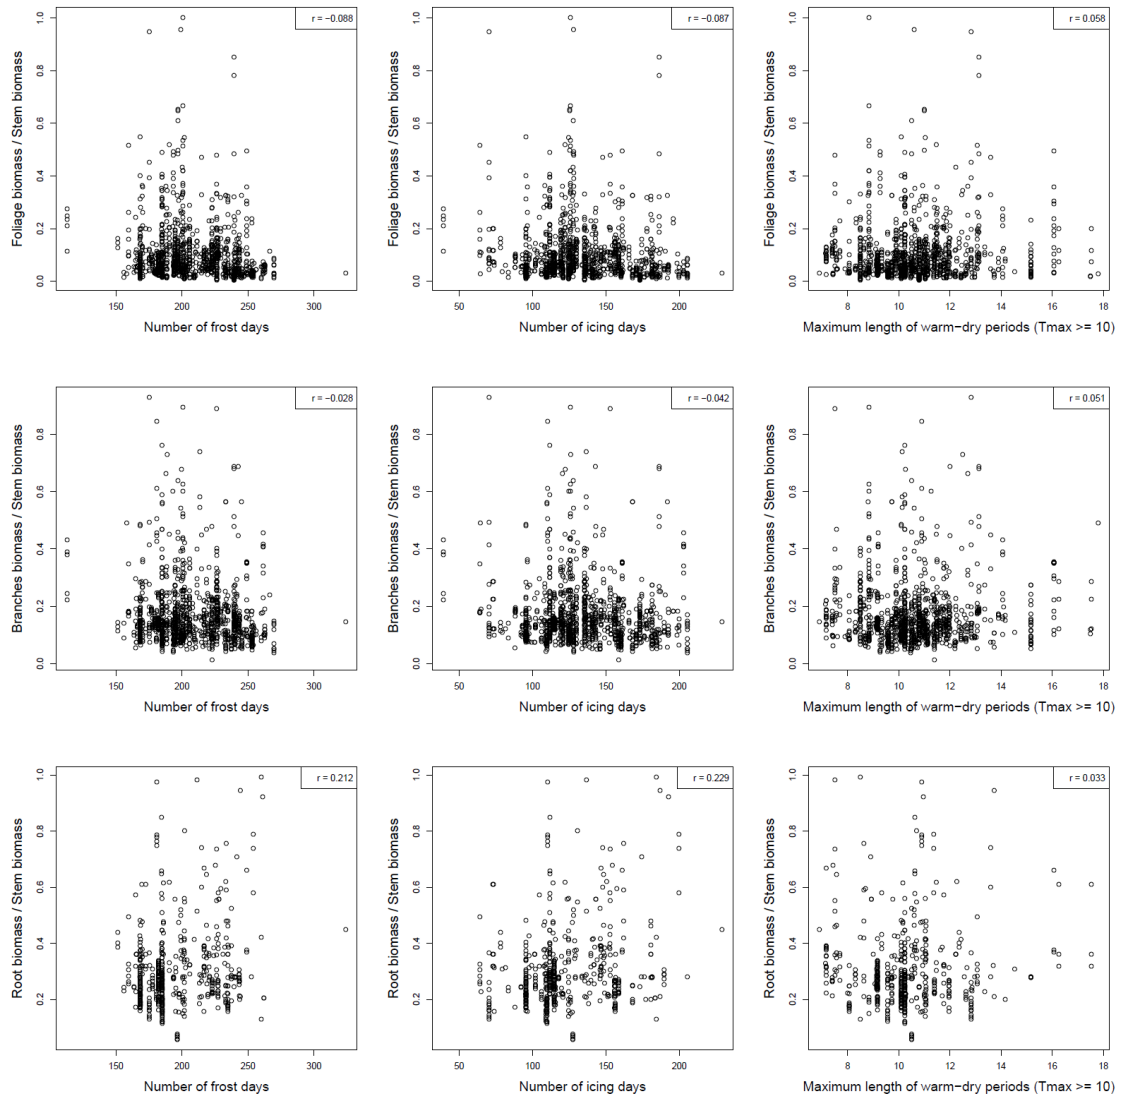 r = −0.088
Foliage biomass / Stem biomass
0.0 0.2 0.4 0.6 0.8 1.0
150 200 250 300
Number of frost days
r = −0.087
Foliage biomass / Stem biomass
0.0 0.2 0.4 0.6 0.8 1.0
50 100 150 200
Number of icing days
r = 0.058
Foliage biomass / Stem biomass
0.0 0.2 0.4 0.6 0.8 1.0
8 10 12 14 16 18
Maximum length of warm−dry periods (Tmax >= 10)
r = −0.028
Branches biomass / Stem biomass
0.0 0.2 0.4 0.6 0.8
150 200 250 300
Number of frost days
r = −0.042
Branches biomass / Stem biomass
0.0 0.2 0.4 0.6 0.8
50 100 150 200
Number of icing days
r = 0.051
Branches biomass / Stem biomass
0.0 0.2 0.4 0.6 0.8
8 10 12 14 16 18
Maximum length of warm−dry periods (Tmax >= 10)
r = 0.212
Root biomass / Stem biomass
0.2 0.4 0.6 0.8 1.0
150 200 250 300
Number of frost days
r = 0.229
Root biomass / Stem biomass
0.2 0.4 0.6 0.8 1.0
50 100 150 200
Number of icing days
r = 0.033
Root biomass / Stem biomass
0.2 0.4 0.6 0.8 1.0
8 10 12 14 16 18
Maximum length of warm−dry periods (Tmax >= 10)